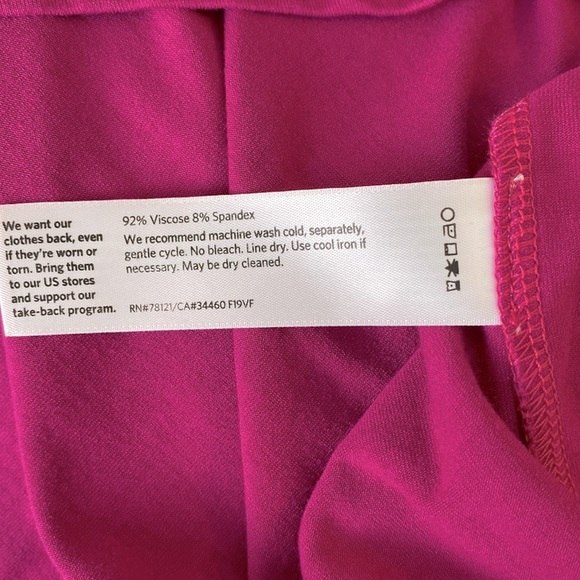 We want our
clothes back, even
if they're worn or
torn. Bring them
to our US stores
and support our
take-back program.
92% Viscose 8% Spandex
We recommend machine wash cold, separately,
gentle cycle. No bleach. Line dry. Use cool iron if
necessary. May be dry cleaned.
RN#78121/CA#34460 F19VF